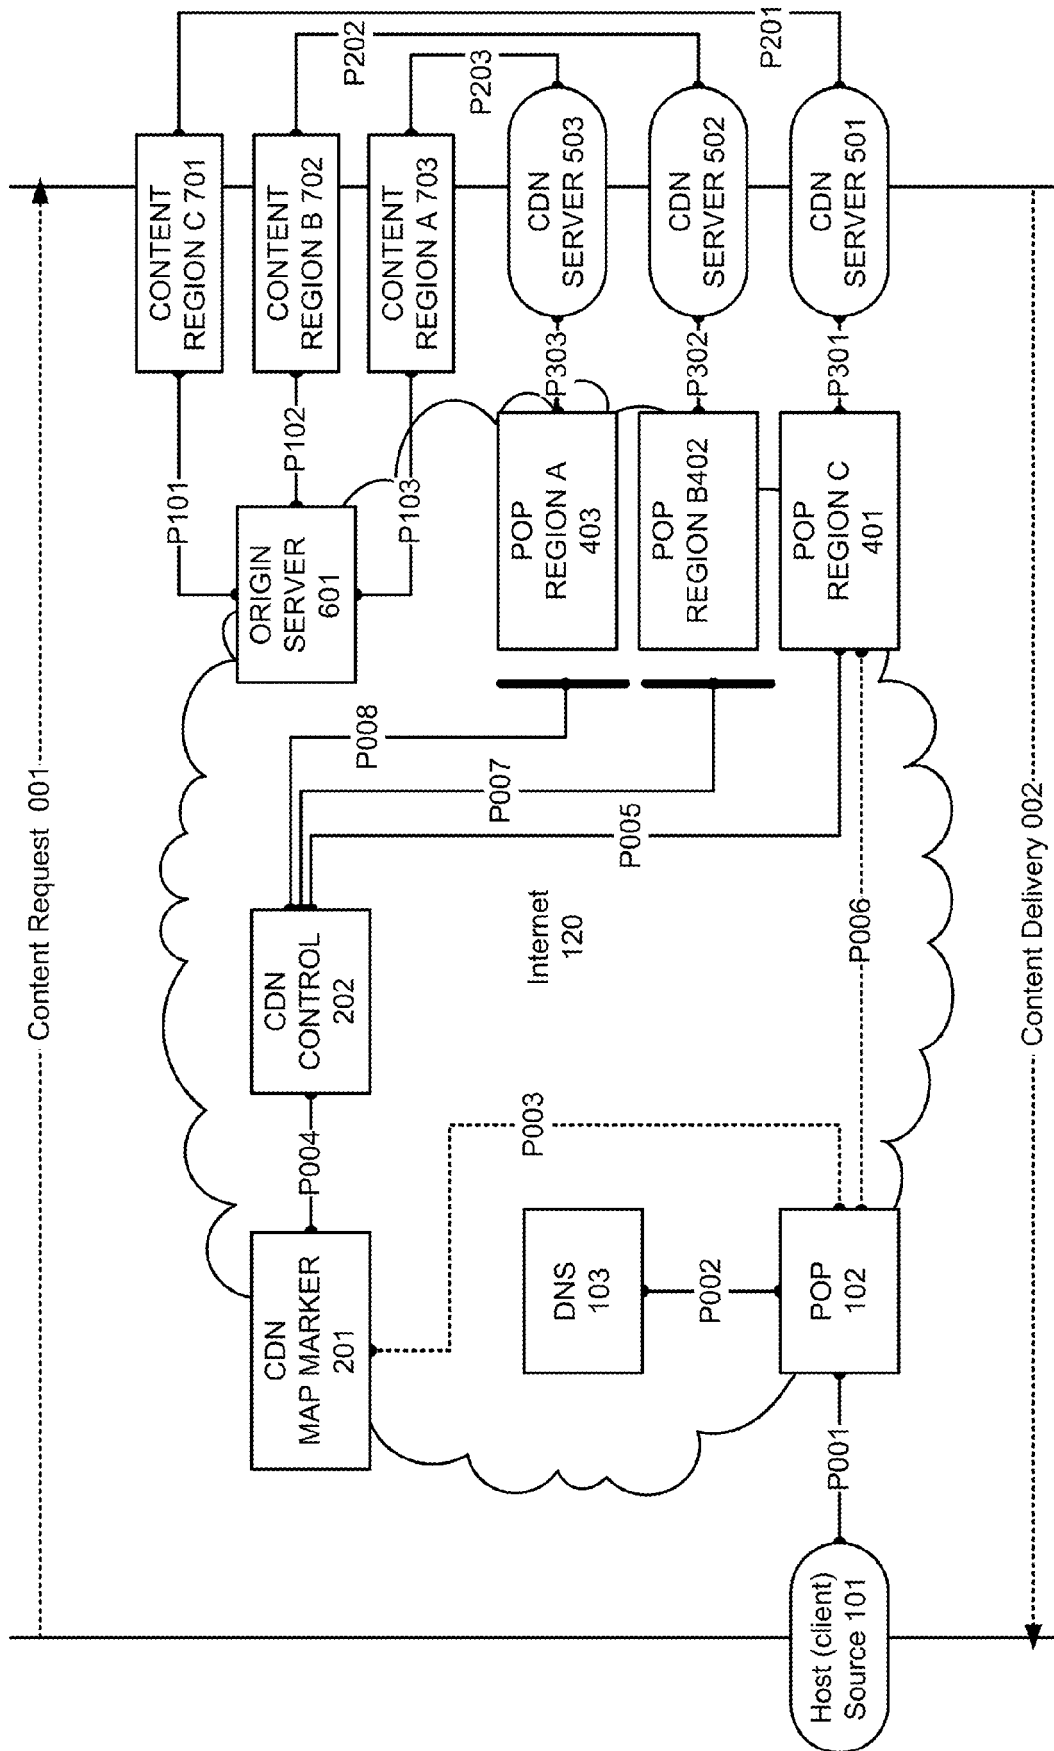 Content Request 001
CONTENT
REGION C 701
CONTENT
REGION B 702
CONTENT
REGION A 703
P201
P202
P203
P101
P102
P103
ORIGIN
SERVER
601
CDN
SERVER 503
CDN
SERVER 502
CDN
SERVER 501
P303
P302
P301
POP
REGION A
403
POP
REGION B402
POP
REGION C
401
P008
P007
P005
P006
CDN
CONTROL
202
Internet
120
P004
P003
CDN
MAP MARKER
201
DNS
103
P002
POP
102
P001
Host (client)
Source 101
Content Delivery 002